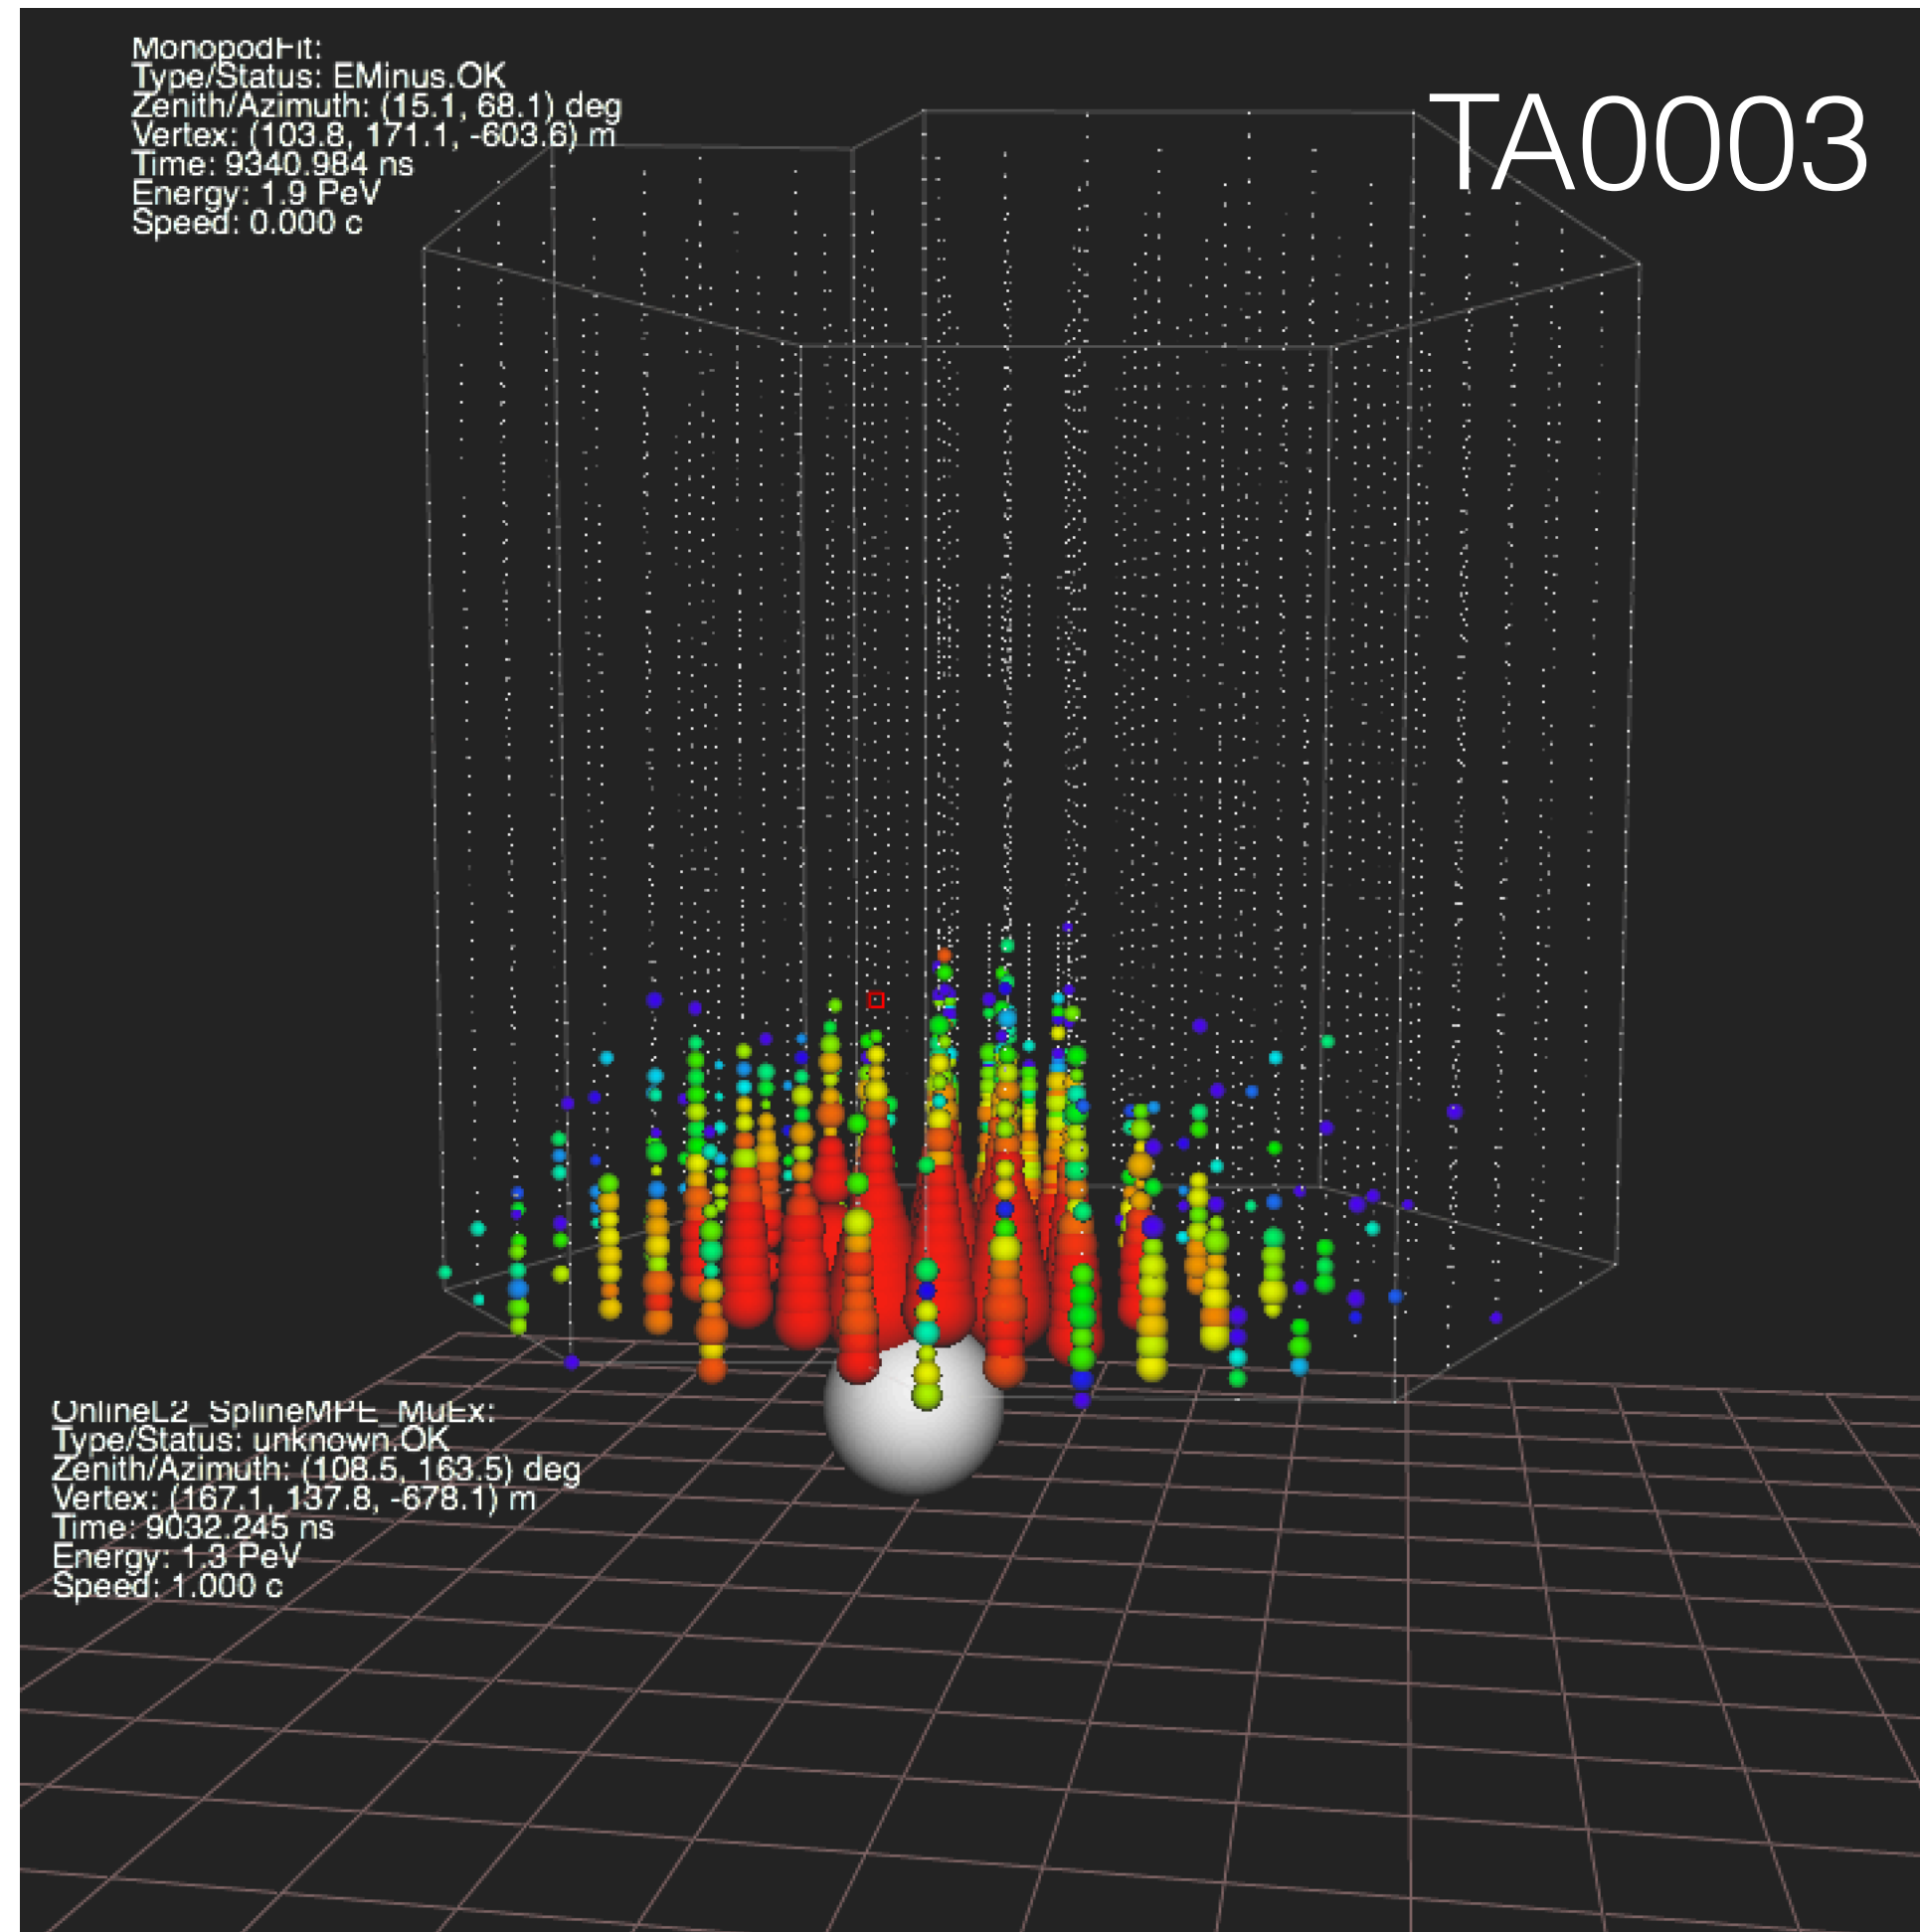 MonopodFit:
Type/Status: EMinus.OK
Zenith/Azimuth: (15.1, 68.1) deg
Vertex: (103.8, 171.1, -603.6) m
Time: 9340.984 ns
Energy: 1.9 PeV
Speed: 0.000 c
TA0003
OnlineL2_SplineMPE_MuEx:
Type/Status: unknown.OK
Zenith/Azimuth: (108.5, 163.5) deg
Vertex: (167.1, 137.8, -678.1) m
Time: 9032.245 ns
Energy: 1.3 PeV
Speed: 1.000 c